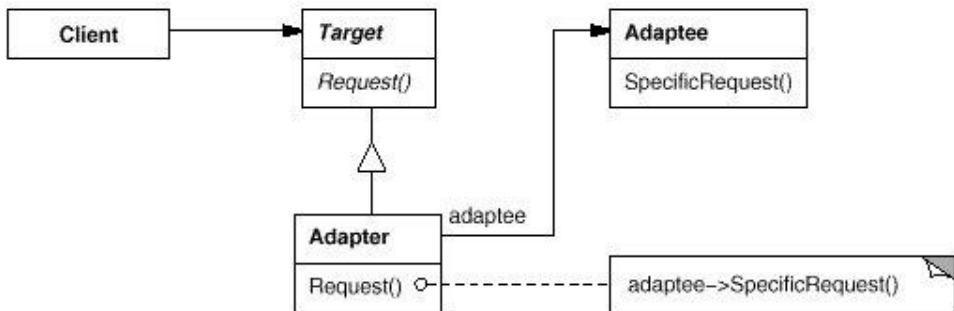 Client
Target
Request()
Adaptee
SpecificRequest()
adaptee
Adapter
Request()
adaptee->SpecificRequest()